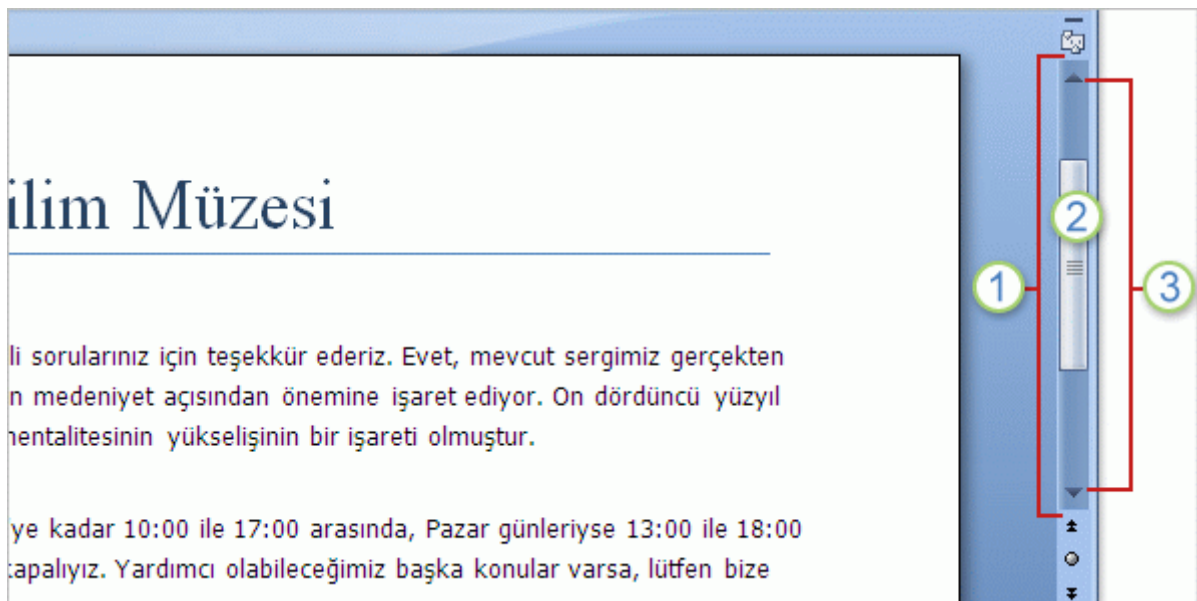 ilim Müzesi
li sorularınız için teşekkür ederiz. Evet, mevcut sergimiz gerçekten
n medeniyet açısından önemine işaret ediyor. On dördüncü yüzyıl
mentalitesinin yükselişinin bir işareti olmuştur.
ye kadar 10:00 ile 17:00 arasında, Pazar günleriyse 13:00 ile 18:00
kapalıyız. Yardımcı olabileceğimiz başka konular varsa, lütfen bize
1
2
3